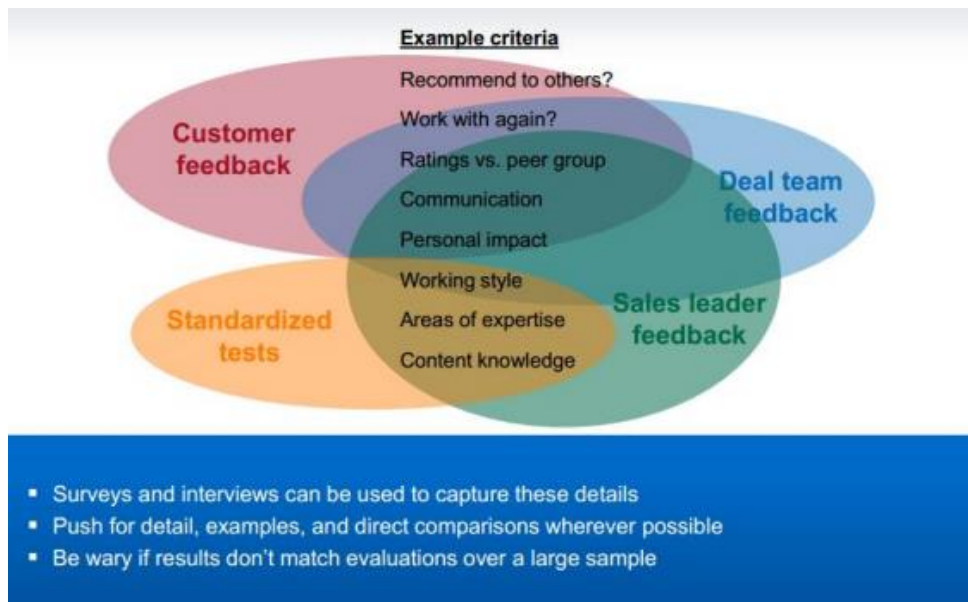 Example criteria
Recommend to others?
Work with again?
Customer
feedback
Ratings vs. peer group
Deal team
feedback
Communication
Personal impact
Working style
Standardized
tests
Areas of expertise
Sales leader
feedback
Content knowledge
▪ Surveys and interviews can be used to capture these details
▪ Push for detail, examples, and direct comparisons wherever possible
▪ Be wary if results don’t match evaluations over a large sample